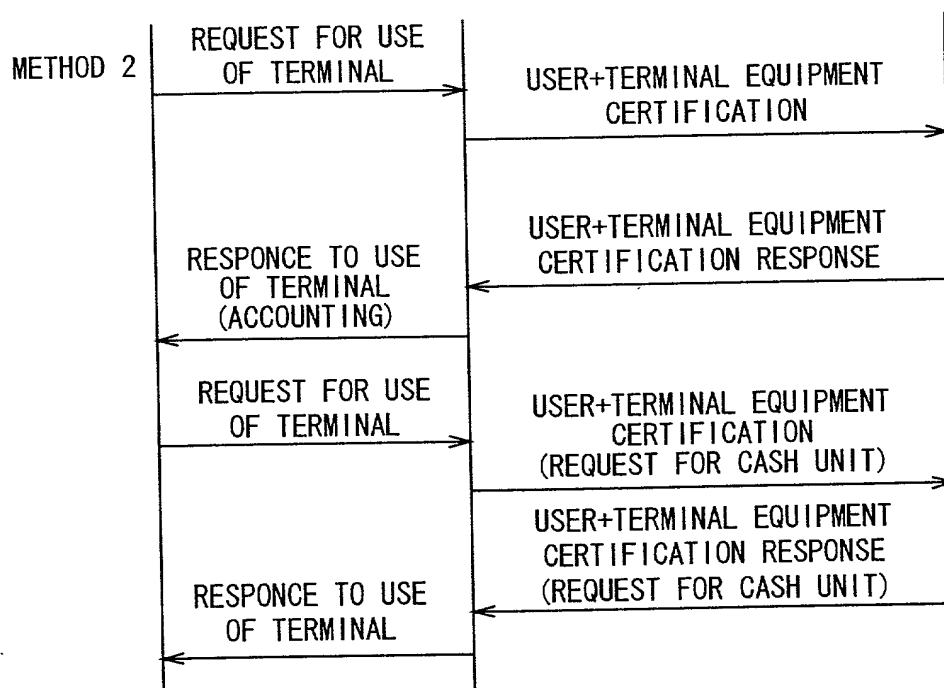 METHOD 2
REQUEST FOR USE
OF TERMINAL
USER+TERMINAL EQUIPMENT
CERTIFICATION
USER+TERMINAL EQUIPMENT
CERTIFICATION RESPONSE
RESPONCE TO USE
OF TERMINAL
(ACCOUNTING)
REQUEST FOR USE
OF TERMINAL
USER+TERMINAL EQUIPMENT
CERTIFICATION
(REQUEST FOR CASH UNIT)
USER+TERMINAL EQUIPMENT
CERTIFICATION RESPONSE
(REQUEST FOR CASH UNIT)
RESPONCE TO USE
OF TERMINAL